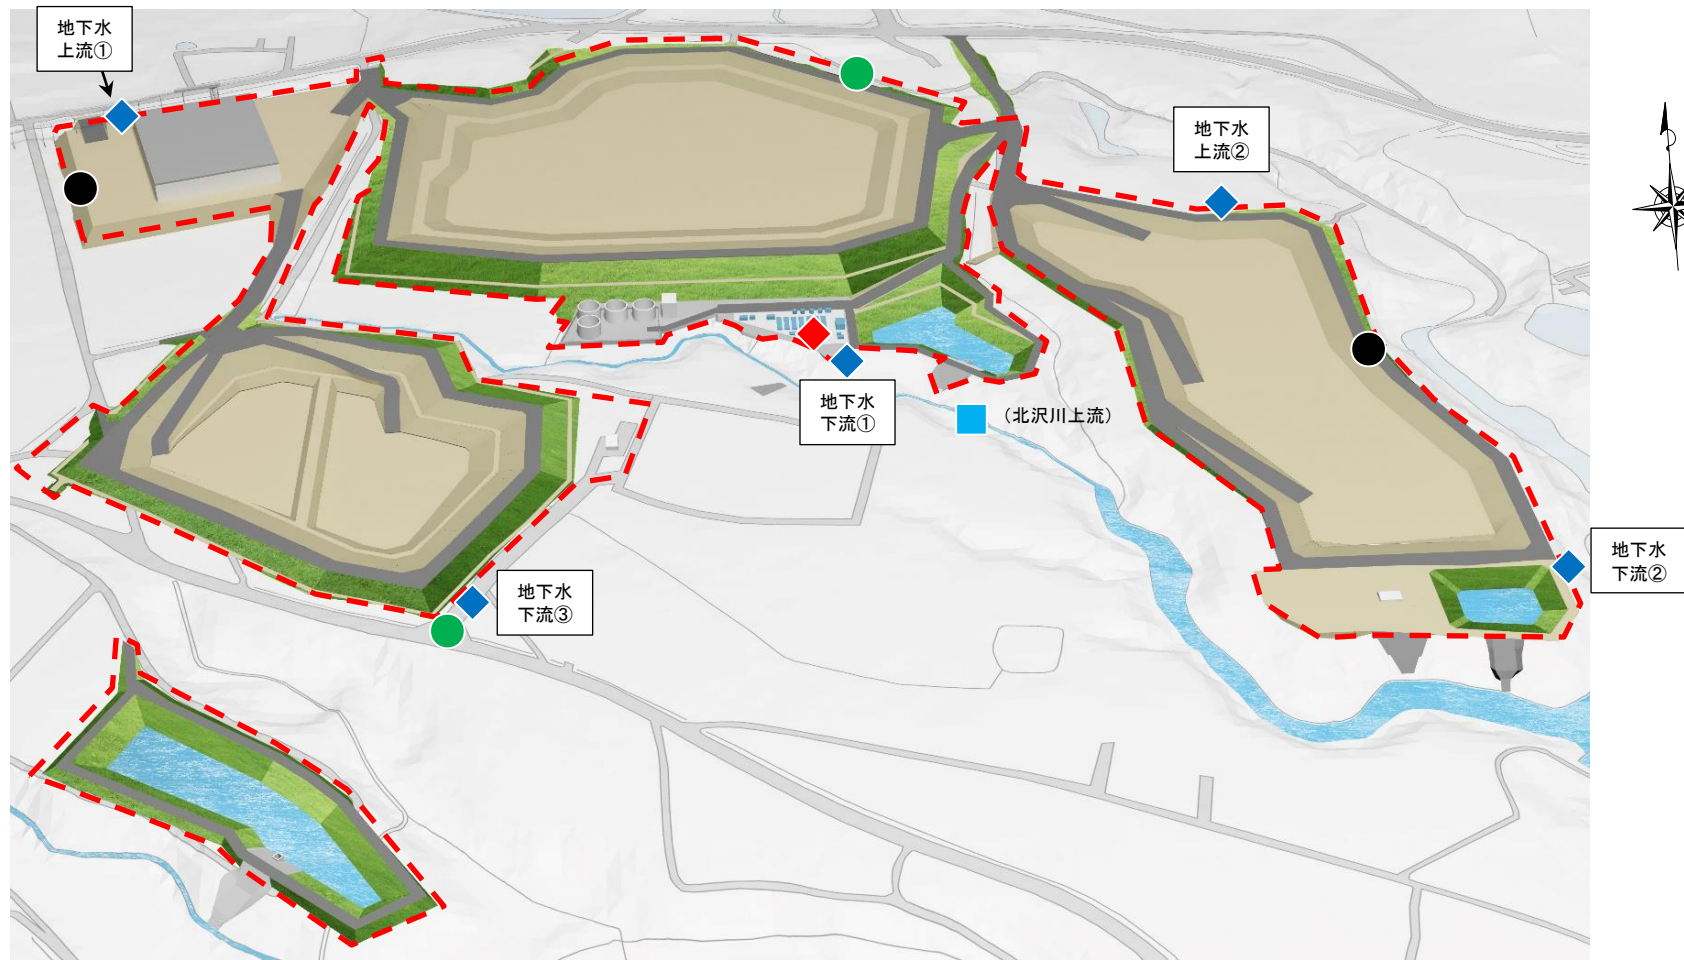 地下水
上流①
地下水
上流②
地下水
下流①
（北沢川上流）
地下水
下流②
地下水
下流③